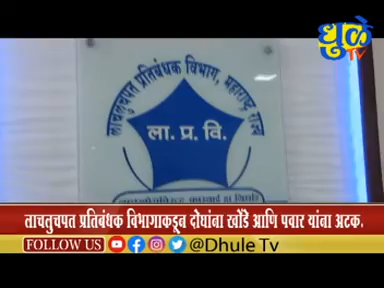 धुळे
TV
लाचलुचपत प्रतिबंधक विभाग, महाराष्ट्र राज्य
ला. प्र. वि.
लाचलुचपत प्रतिबंधक विभागाकडून दोघांना खोंडे आणि पवार यांना अटक.
FOLLOW US
@Dhule Tv